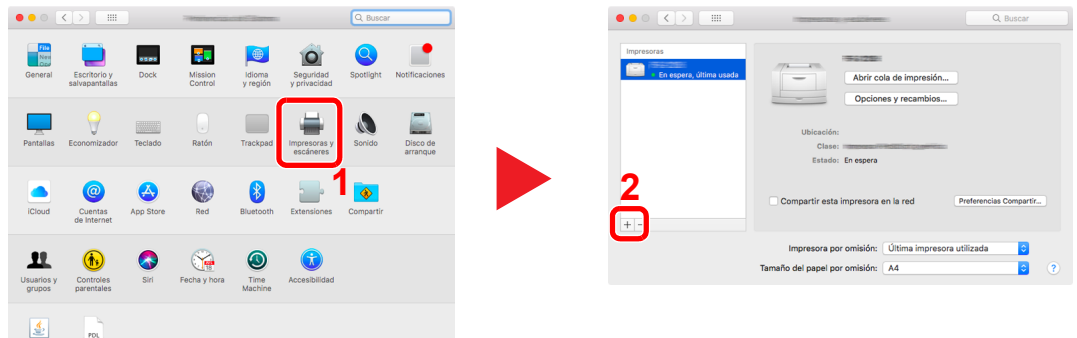 Buscar
File
New
General
Escritorio y
salvapantallas
Dock
Mission
Control
Idioma
y región
Seguridad
y privacidad
Spotlight
Notificaciones
Pantallas
Economizador
Teclado
Ratón
Trackpad
Impresoras y
escáneres
Sonido
Disco de
arranque
1
iCloud
Cuentas
de Internet
App Store
Red
Bluetooth
Extensiones
Compartir
Usuarios y
grupos
Controles
parentales
Siri
Fecha y hora
Time
Machine
Accesibilidad
PDL
Buscar
Impresoras
En espera, última usada
Abrir cola de impresión...
Opciones y recambios...
Ubicación:
Clase:
Estado: En espera
2
Compartir esta impresora en la red
Preferencias Compartir...
+ −
Impresora por omisión: Última impresora utilizada
Tamaño del papel por omisión: A4
?